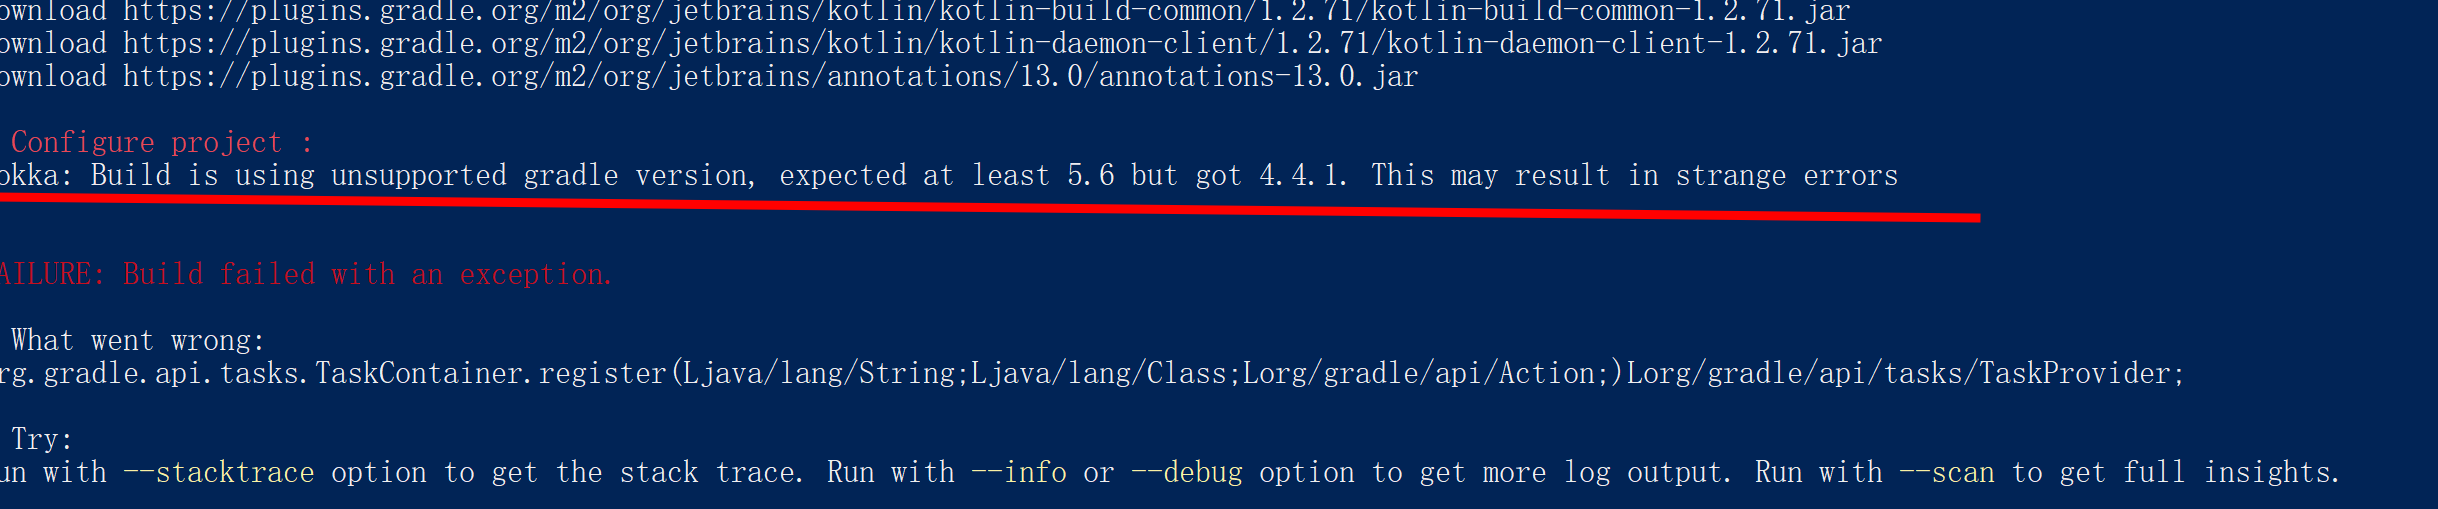 ownload https://plugins.gradle.org/m2/org/jetbrains/kotlin/kotlin-build-common/1.2.71/kotlin-build-common-1.2.71.jar
ownload https://plugins.gradle.org/m2/org/jetbrains/kotlin/kotlin-daemon-client/1.2.71/kotlin-daemon-client-1.2.71.jar
ownload https://plugins.gradle.org/m2/org/jetbrains/annotations/13.0/annotations-13.0.jar
Configure project :
okka: Build is using unsupported gradle version, expected at least 5.6 but got 4.4.1. This may result in strange errors
AILURE: Build failed with an exception.
What went wrong:
rg.gradle.api.tasks.TaskContainer.register(Ljava/lang/String;Ljava/lang/Class;Lorg/gradle/api/Action;)Lorg/gradle/api/tasks/TaskProvider;
Try:
un with --stacktrace option to get the stack trace. Run with --info or --debug option to get more log output. Run with --scan to get full insights.